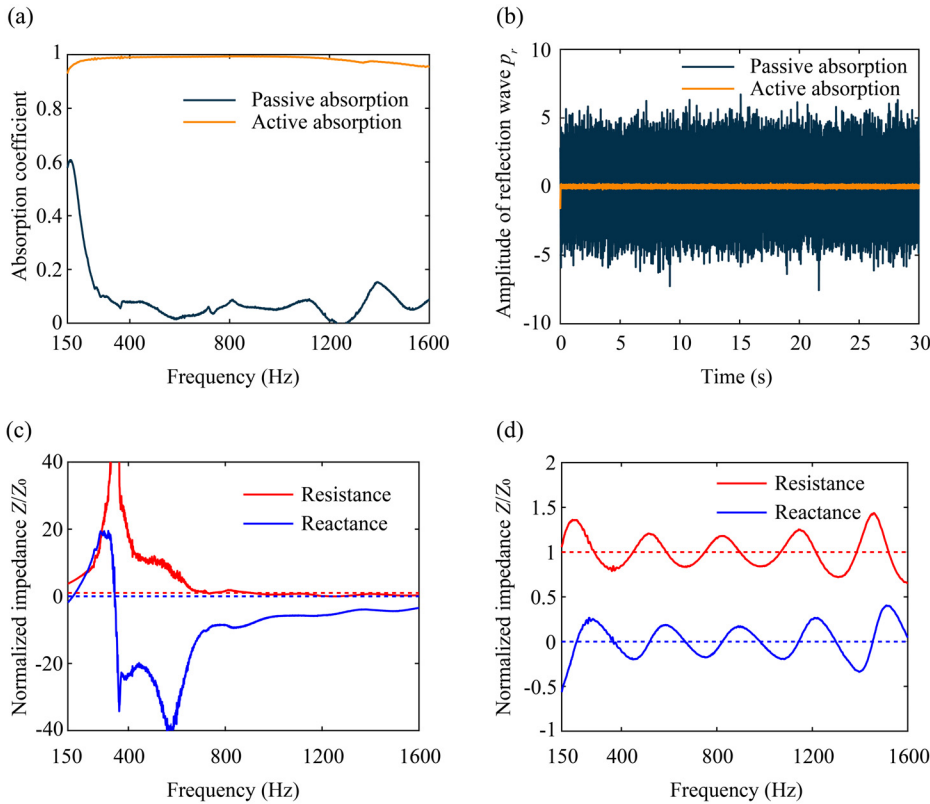 (a)
Absorption coefficient
1
0.8
0.6
0.4
0.2
0
Passive absorption
Active absorption
150 400 800 1200 1600
Frequency (Hz)
(b)
Amplitude of reflection wave pᵣ
10
5
0
-5
-10
Passive absorption
Active absorption
0 5 10 15 20 25 30
Time (s)
(c)
Normalized impedance Z/Z₀
40
20
0
-20
-40
Resistance
Reactance
150 400 800 1200 1600
Frequency (Hz)
(d)
Normalized impedance Z/Z₀
2
1.5
1
0.5
0
-0.5
-1
Resistance
Reactance
150 400 800 1200 1600
Frequency (Hz)